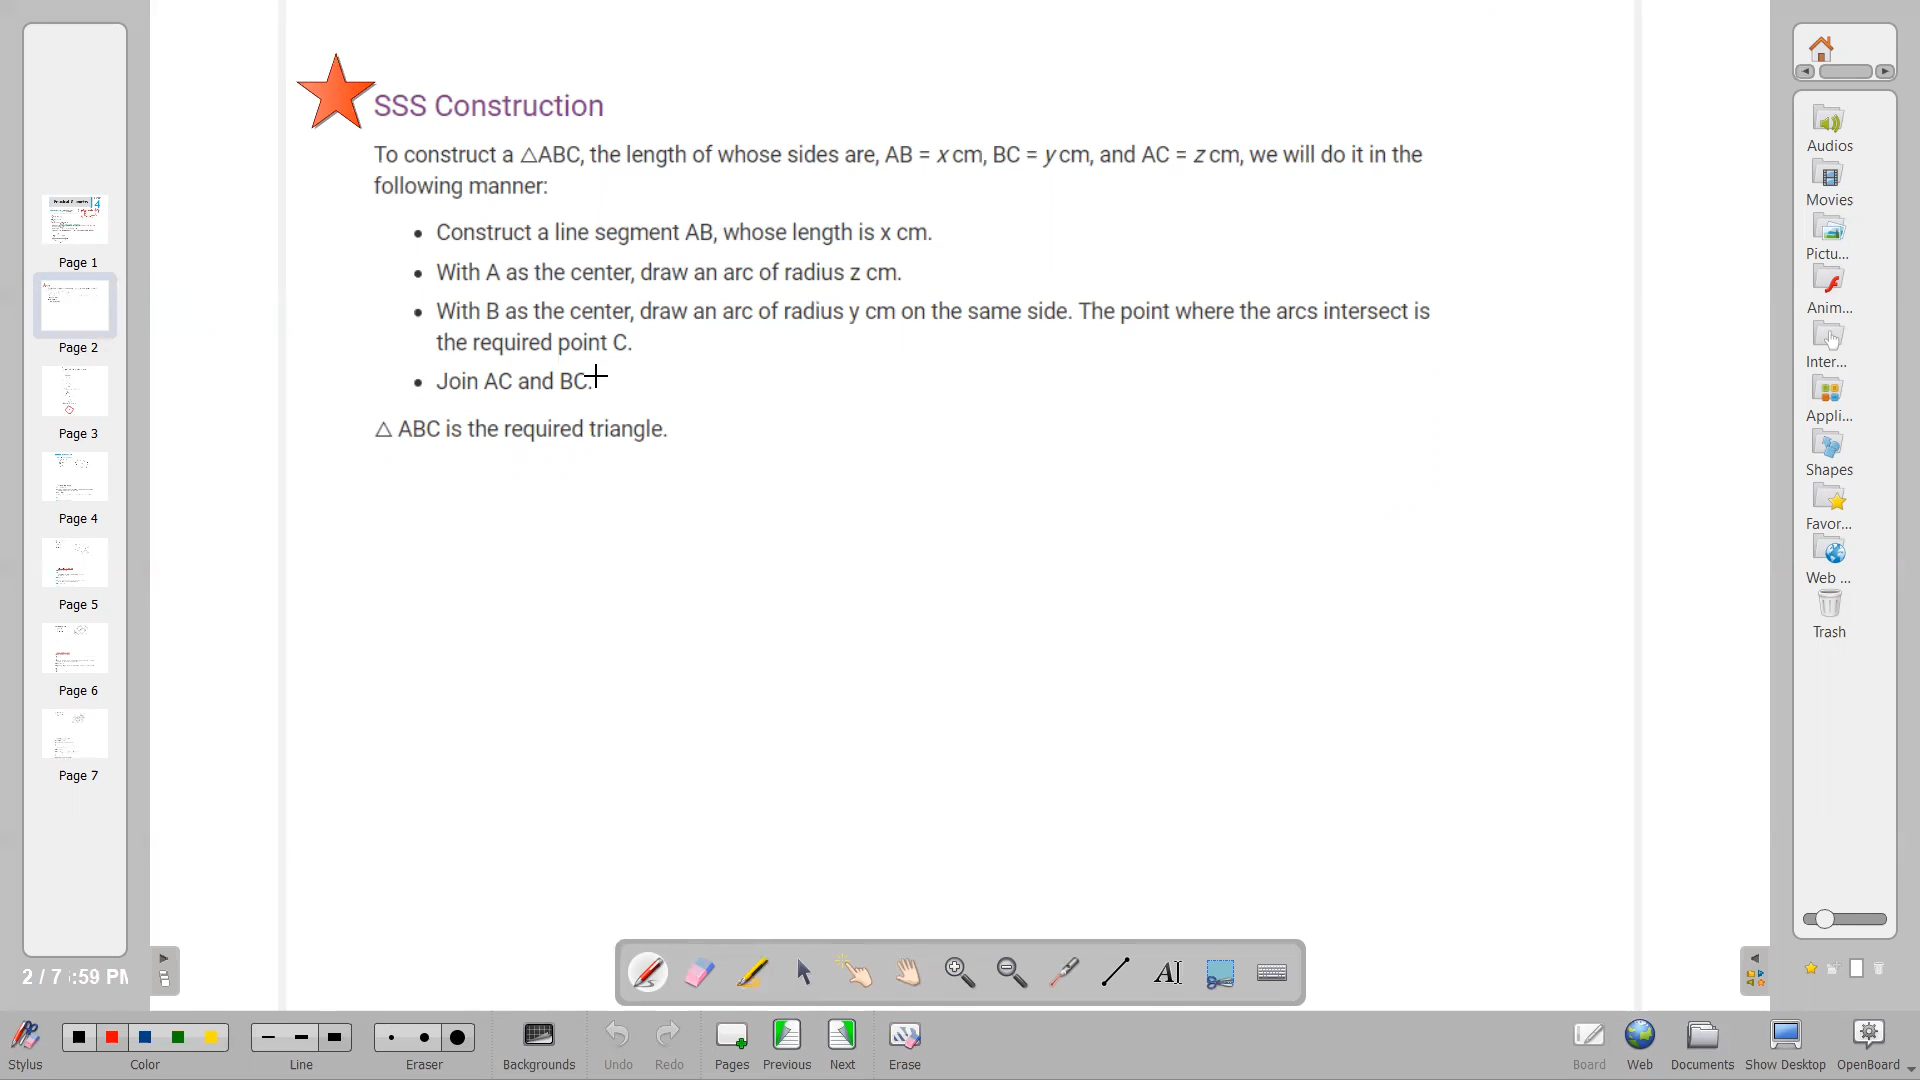 SSS Construction
To construct a △ABC, the length of whose sides are, AB = x cm, BC = y cm, and AC = z cm, we will do it in the
following manner:
• Construct a line segment AB, whose length is x cm.
• With A as the center, draw an arc of radius z cm.
• With B as the center, draw an arc of radius y cm on the same side. The point where the arcs intersect is
the required point C.
• Join AC and BC.
△ ABC is the required triangle.
Page 1
Page 2
Page 3
Page 4
Page 5
Page 6
Page 7
2 / 7
:59 PM
Audios
Movies
Pictu...
Anim...
Inter...
Appli...
Shapes
Favor...
Web ...
Trash
Stylus
Color
Line
Eraser
Backgrounds
Undo
Redo
Pages
Previous
Next
Erase
Board
Web
Documents
Show Desktop
OpenBoard